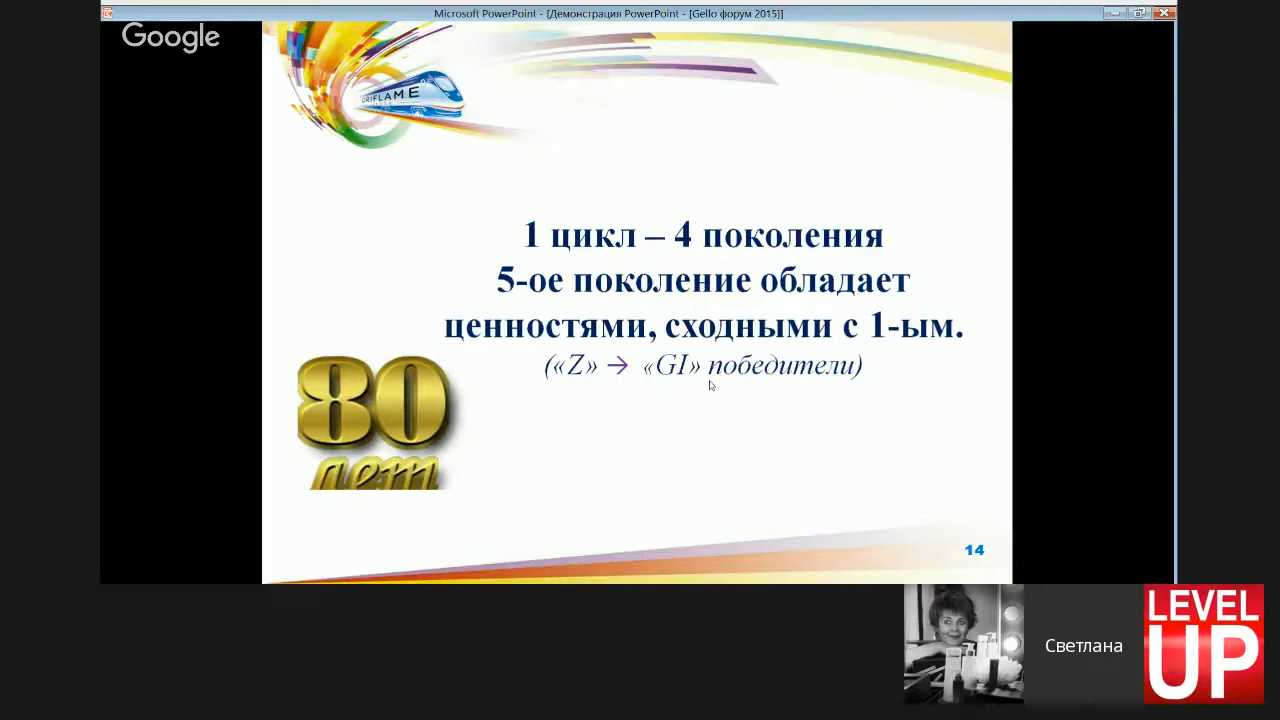 Microsoft PowerPoint - [Демонстрация PowerPoint - [Gello форум 2015]]
Google
ORIFLAME
1 цикл – 4 поколения
5-ое поколение обладает
ценностями, сходными с 1-ым.
(«Z» → «GI» победители)
80
лет
14
Светлана
LEVEL
UP